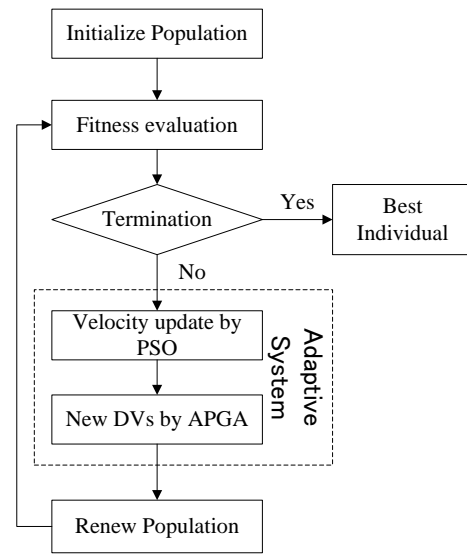 Initialize Population
Fitness evaluation
Termination
Yes
Best
Individual
No
Velocity update by
PSO
Adaptive
System
New DVs by APGA
Renew Population